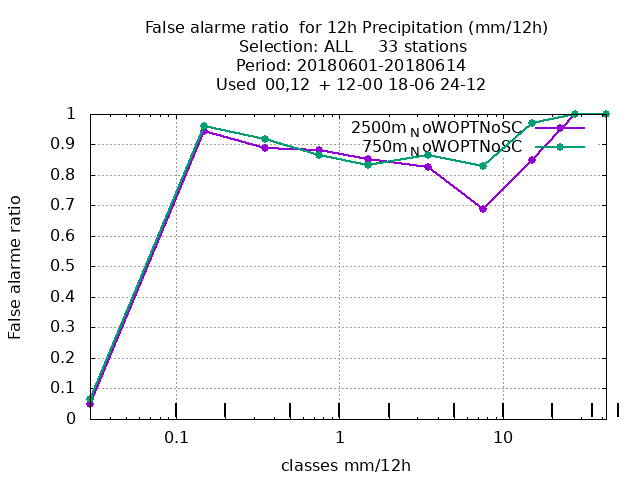 False alarme ratio  for 12h Precipitation (mm/12h)
Selection: ALL     33 stations
Period: 20180601-20180614
Used  00,12  + 12-00 18-06 24-12
2500m_NoWOPTNoSC
750m_NoWOPTNoSC
1
0.9
0.8
0.7
0.6
0.5
0.4
0.3
0.2
0.1
0
False alarme ratio
0.1 1 10
classes mm/12h